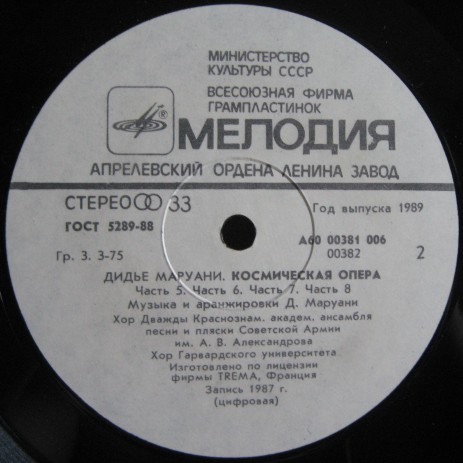 МИНИСТЕРСТВО
КУЛЬТУРЫ СССР
ВСЕСОЮЗНАЯ ФИРМА
ГРАМПЛАСТИНОК
®
МЕЛОДИЯ
АПРЕЛЕВСКИЙ ОРДЕНА ЛЕНИНА ЗАВОД
СТЕРЕО 33
Год выпуска 1989
ГОСТ 5289-88
А60 00381 006
00382
Гр. 3. 3-75
2
ДИДЬЕ МАРУАНИ. КОСМИЧЕСКАЯ ОПЕРА
Часть 5. Часть 6. Часть 7. Часть 8
Музыка и аранжировки Д. Маруани
Хор Дважды Краснознам. академ. ансамбля
песни и пляски Советской Армии
им. А. В. Александрова
Хор Гарвардского университета
Изготовлено по лицензии
фирмы TREMA, Франция
Запись 1987 г.
(цифровая)